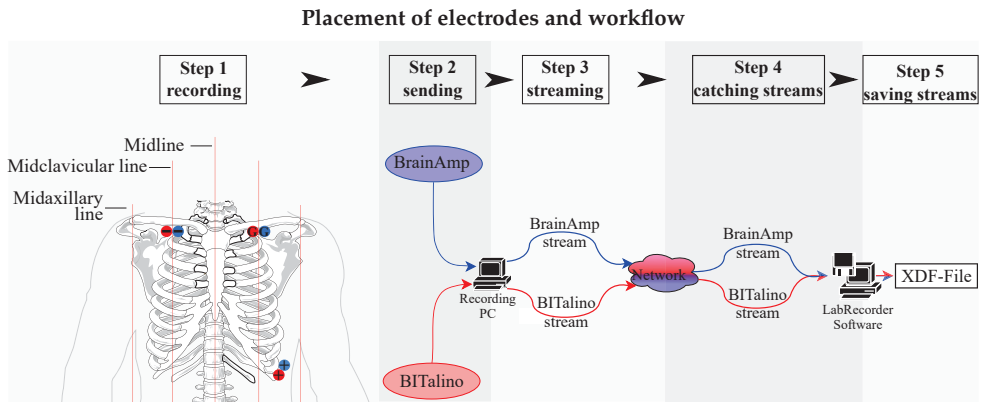 Placement of electrodes and workflow
Step 1
recording
Step 2
sending
Step 3
streaming
Step 4
catching streams
Step 5
saving streams
Midline
Midclavicular line
Midaxillary
line
G
G
BrainAmp
BITalino
Recording
PC
BrainAmp
stream
BITalino
stream
Network
BrainAmp
stream
BITalino
stream
LabRecorder
Software
XDF-File